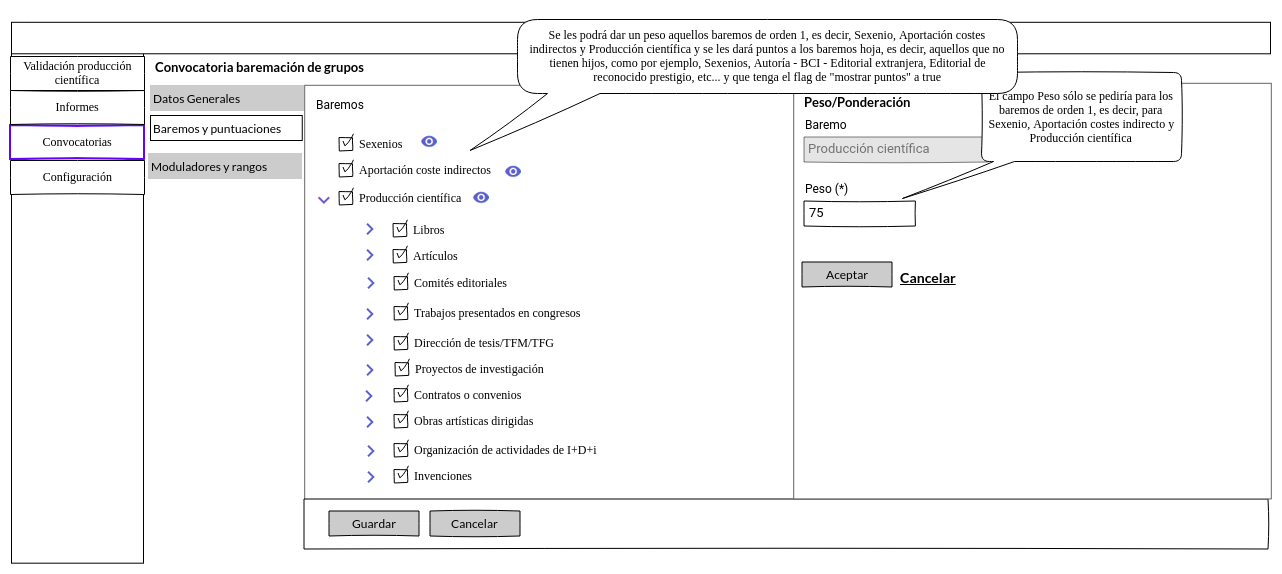 Se les podrá dar un peso aquellos baremos de orden 1, es decir, Sexenio, Aportación costes
indirectos y Producción científica y se les dará puntos a los baremos hoja, es decir, aquellos que no
tienen hijos, como por ejemplo, Sexenios, Autoría - BCI - Editorial extranjera, Editorial de
reconocido prestigio, etc... y que tenga el flag de "mostrar puntos" a true
Validación producción
científica
Informes
Convocatorias
Configuración
Convocatoria baremación de grupos
Datos Generales
Baremos y puntuaciones
Moduladores y rangos
Baremos
Sexenios
Aportación coste indirectos
Producción científica
Libros
Artículos
Comités editoriales
Trabajos presentados en congresos
Dirección de tesis/TFM/TFG
Proyectos de investigación
Contratos o convenios
Obras artísticas dirigidas
Organización de actividades de I+D+i
Invenciones
Peso/Ponderación
Baremo
Producción científica
Peso (*)
75
Aceptar
Cancelar
El campo Peso sólo se pediría para los
baremos de orden 1, es decir, para
Sexenio, Aportación costes indirecto y
Producción científica
Guardar
Cancelar